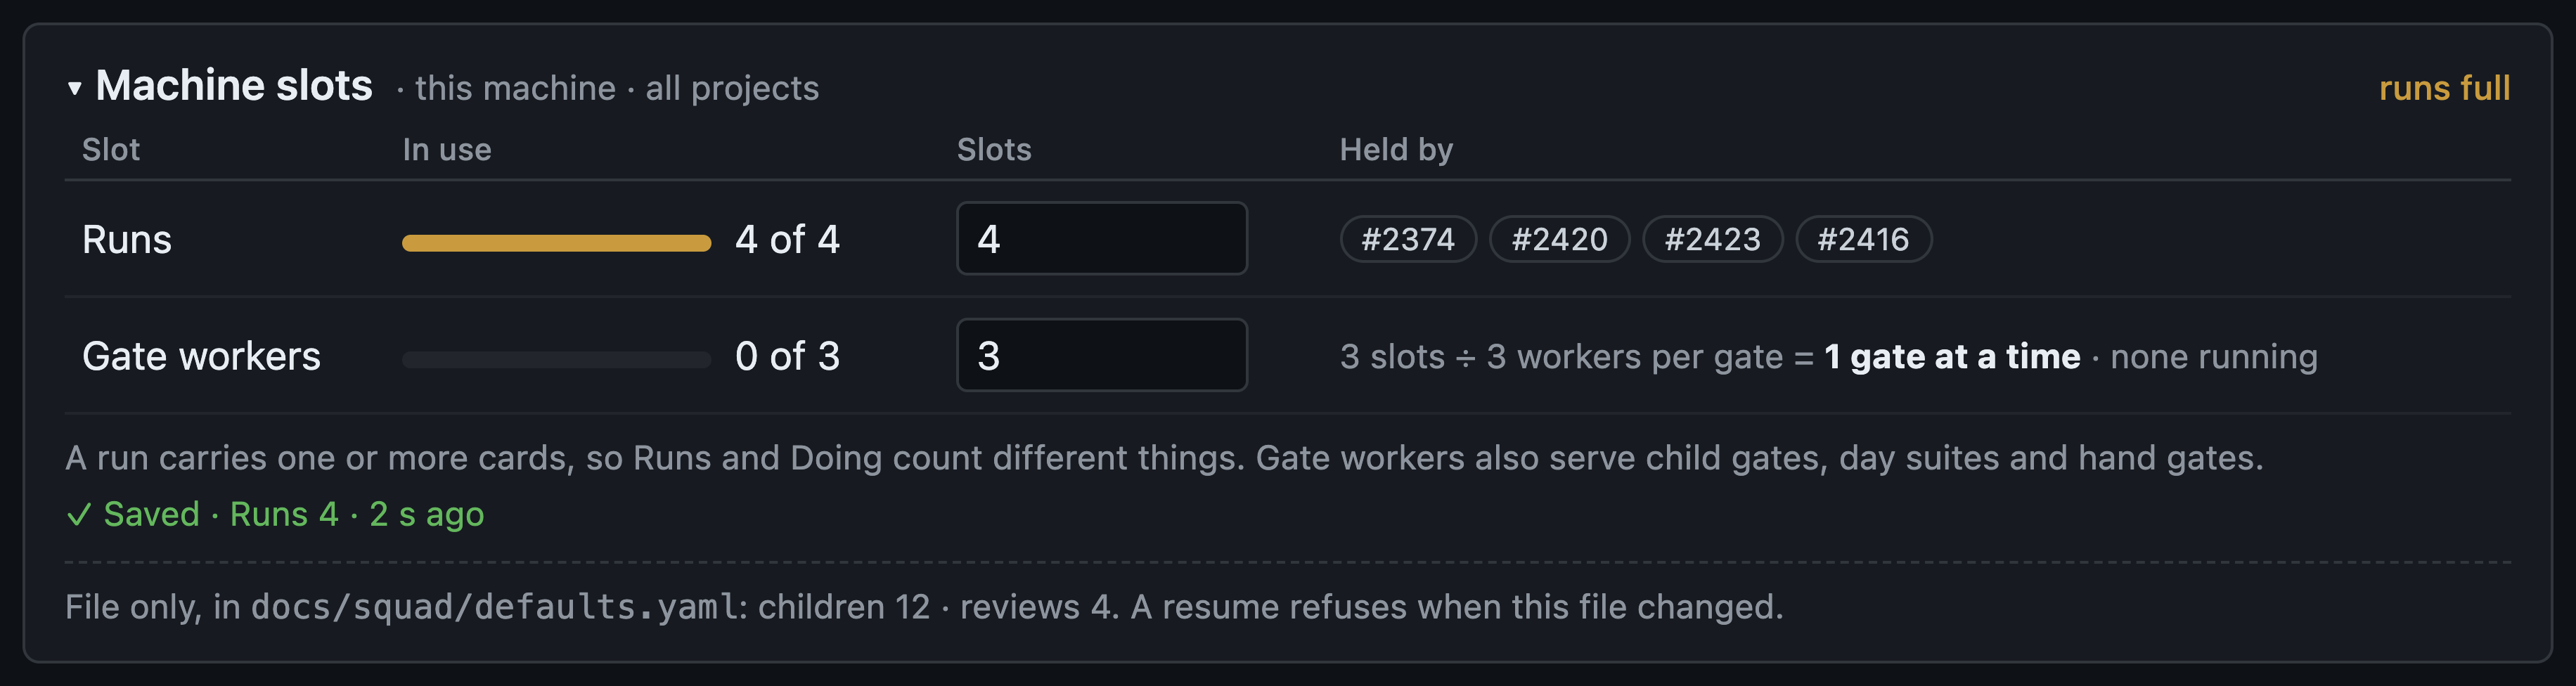 ▾ Machine slots · this machine · all projects runs full
Slot In use Slots Held by
Runs 4 of 4 4 #2374 #2420 #2423 #2416
Gate workers 0 of 3 3 3 slots ÷ 3 workers per gate = 1 gate at a time · none running
A run carries one or more cards, so Runs and Doing count different things. Gate workers also serve child gates, day suites and hand gates.
✓ Saved · Runs 4 · 2 s ago
File only, in docs/squad/defaults.yaml: children 12 · reviews 4. A resume refuses when this file changed.